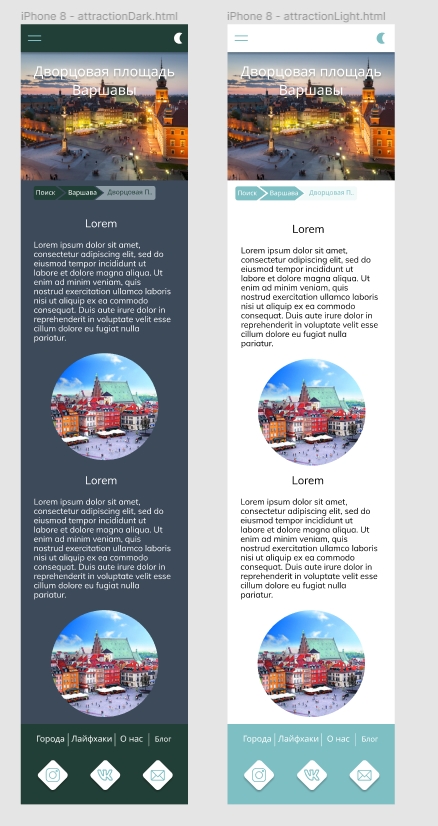 iPhone 8 - attractionDark.html
Дворцовая площадь
Варшавы
Поиск Варшава Дворцовая П..
Lorem
Lorem ipsum dolor sit amet,
consectetur adipiscing elit, sed do
eiusmod tempor incididunt ut
labore et dolore magna aliqua. Ut
enim ad minim veniam, quis
nostrud exercitation ullamco laboris
nisi ut aliquip ex ea commodo
consequat. Duis aute irure dolor in
reprehenderit in voluptate velit esse
cillum dolore eu fugiat nulla
pariatur.
Lorem
Lorem ipsum dolor sit amet,
consectetur adipiscing elit, sed do
eiusmod tempor incididunt ut
labore et dolore magna aliqua. Ut
enim ad minim veniam, quis
nostrud exercitation ullamco laboris
nisi ut aliquip ex ea commodo
consequat. Duis aute irure dolor in
reprehenderit in voluptate velit esse
cillum dolore eu fugiat nulla
pariatur.
Города Лайфхаки О нас Блог
iPhone 8 - attractionLight.html
Дворцовая площадь
Варшавы
Поиск Варшава Дворцовая П..
Lorem
Lorem ipsum dolor sit amet,
consectetur adipiscing elit, sed do
eiusmod tempor incididunt ut
labore et dolore magna aliqua. Ut
enim ad minim veniam, quis
nostrud exercitation ullamco laboris
nisi ut aliquip ex ea commodo
consequat. Duis aute irure dolor in
reprehenderit in voluptate velit esse
cillum dolore eu fugiat nulla
pariatur.
Lorem
Lorem ipsum dolor sit amet,
consectetur adipiscing elit, sed do
eiusmod tempor incididunt ut
labore et dolore magna aliqua. Ut
enim ad minim veniam, quis
nostrud exercitation ullamco laboris
nisi ut aliquip ex ea commodo
consequat. Duis aute irure dolor in
reprehenderit in voluptate velit esse
cillum dolore eu fugiat nulla
pariatur.
Города Лайфхаки О нас Блог